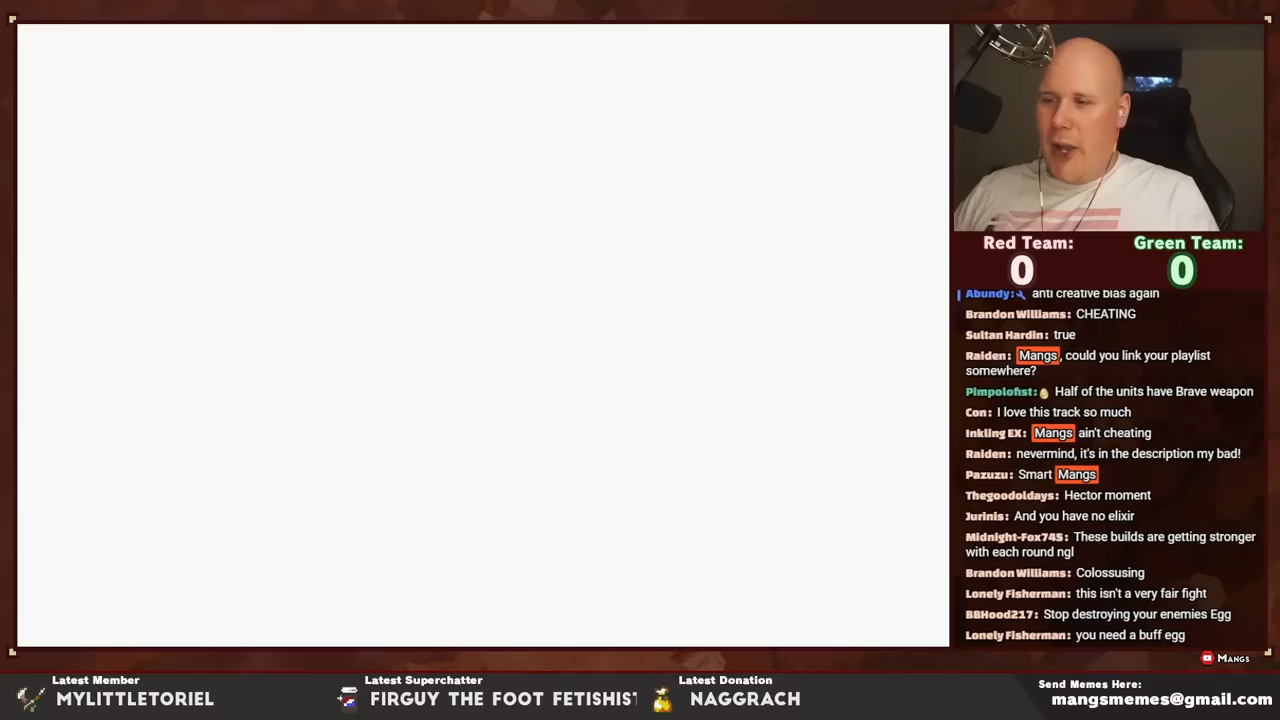 Red Team:
Green Team:
0
0
Abundy: anti creative bias again
Brandon Williams: CHEATING
Sultan Hardin: true
Raiden: Mangs, could you link your playlist
somewhere?
Pimpolofist: Half of the units have Brave weapon
Con: I love this track so much
Inkling EX: Mangs ain't cheating
Raiden: nevermind, it's in the description my bad!
Pazuzu: Smart Mangs
Thegoodoldays: Hector moment
Jurinis: And you have no elixir
Midnight-Fox745: These builds are getting stronger
with each round ngl
Brandon Williams: Colossusing
Lonely Fisherman: this isn't a very fair fight
BBHood217: Stop destroying your enemies Egg
Lonely Fisherman: you need a buff egg
Mangs
Latest Member
MYLITTLETORIEL
Latest Superchatter
FIRGUY THE FOOT FETISHIST
Latest Donation
NAGGRACH
Send Memes Here:
mangsmemes@gmail.com